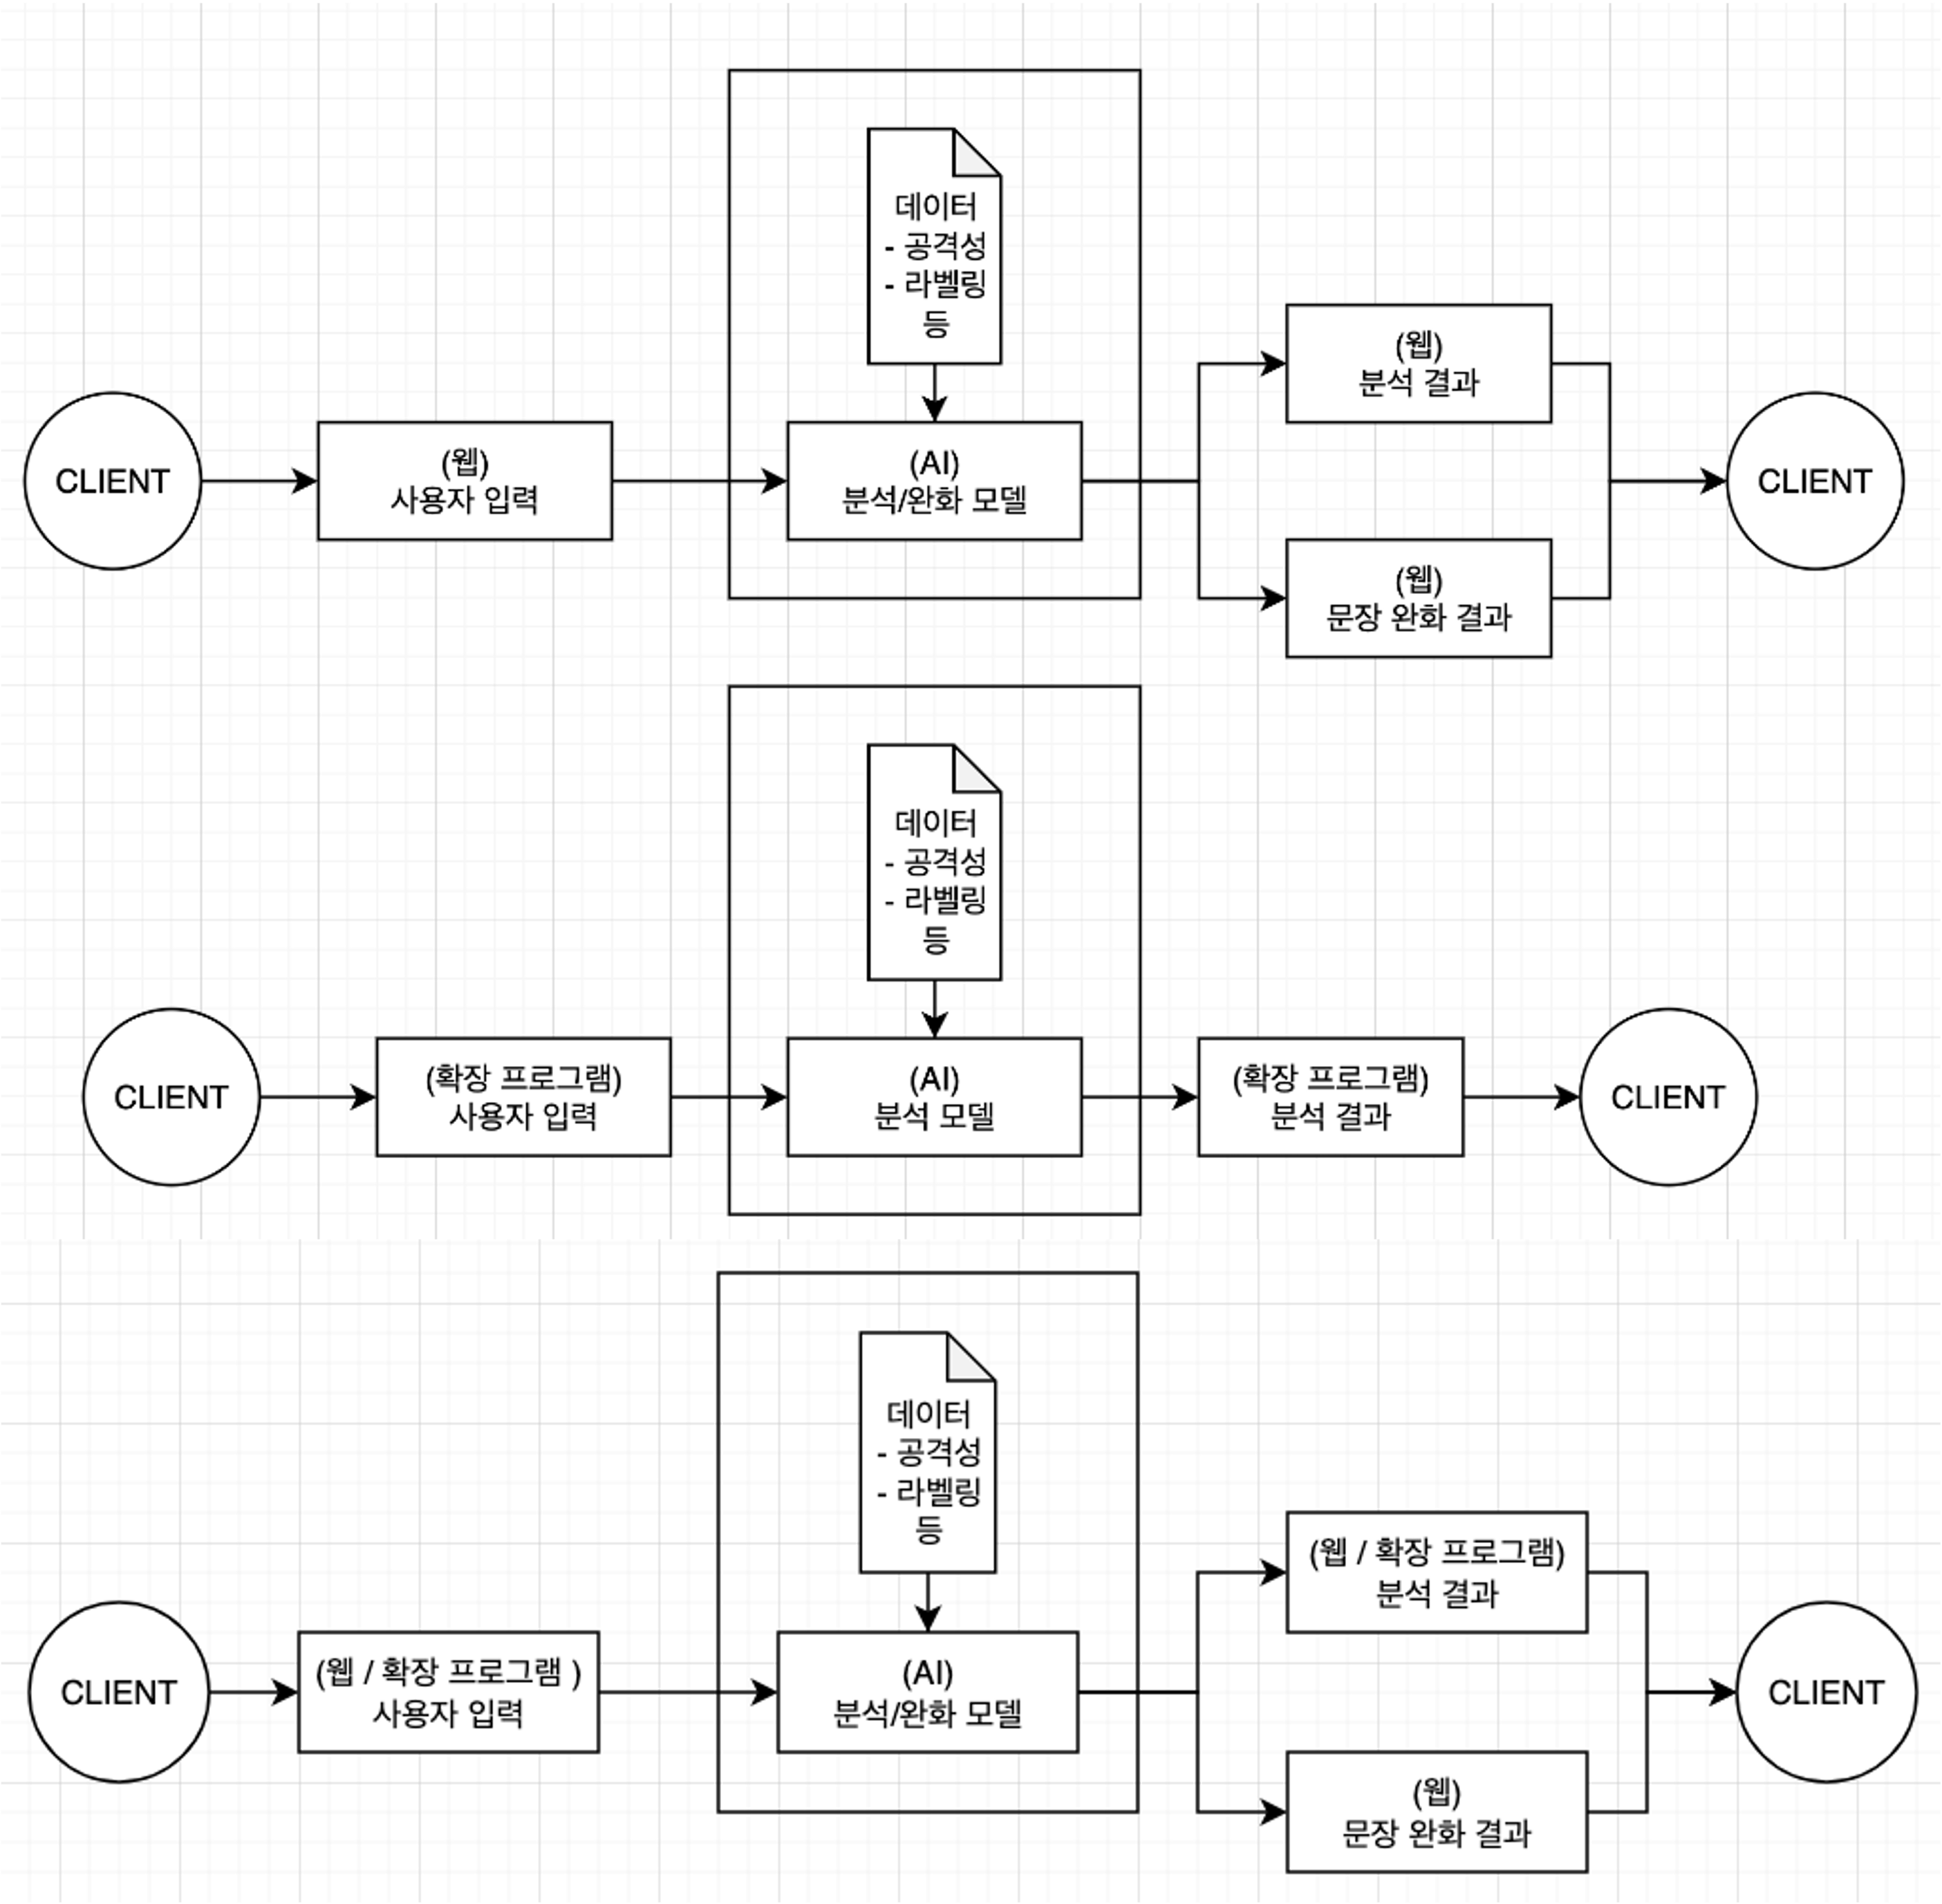 데이터
- 공격성
- 라벨링
등
CLIENT
(웹)
사용자 입력
(AI)
분석/완화 모델
(웹)
분석 결과
(웹)
문장 완화 결과
CLIENT
데이터
- 공격성
- 라벨링
등
CLIENT
(확장 프로그램)
사용자 입력
(AI)
분석 모델
(확장 프로그램)
분석 결과
CLIENT
데이터
- 공격성
- 라벨링
등
CLIENT
(웹 / 확장 프로그램 )
사용자 입력
(AI)
분석/완화 모델
(웹 / 확장 프로그램)
분석 결과
(웹)
문장 완화 결과
CLIENT